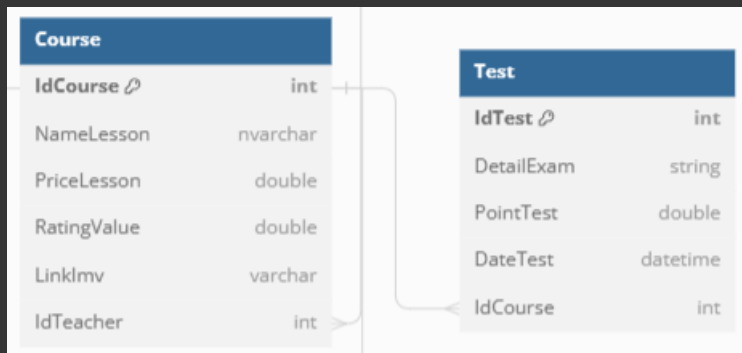 Course
IdCourse int
NameLesson nvarchar
PriceLesson double
RatingValue double
LinkImv varchar
IdTeacher int
Test
IdTest int
DetailExam string
PointTest double
DateTest datetime
IdCourse int